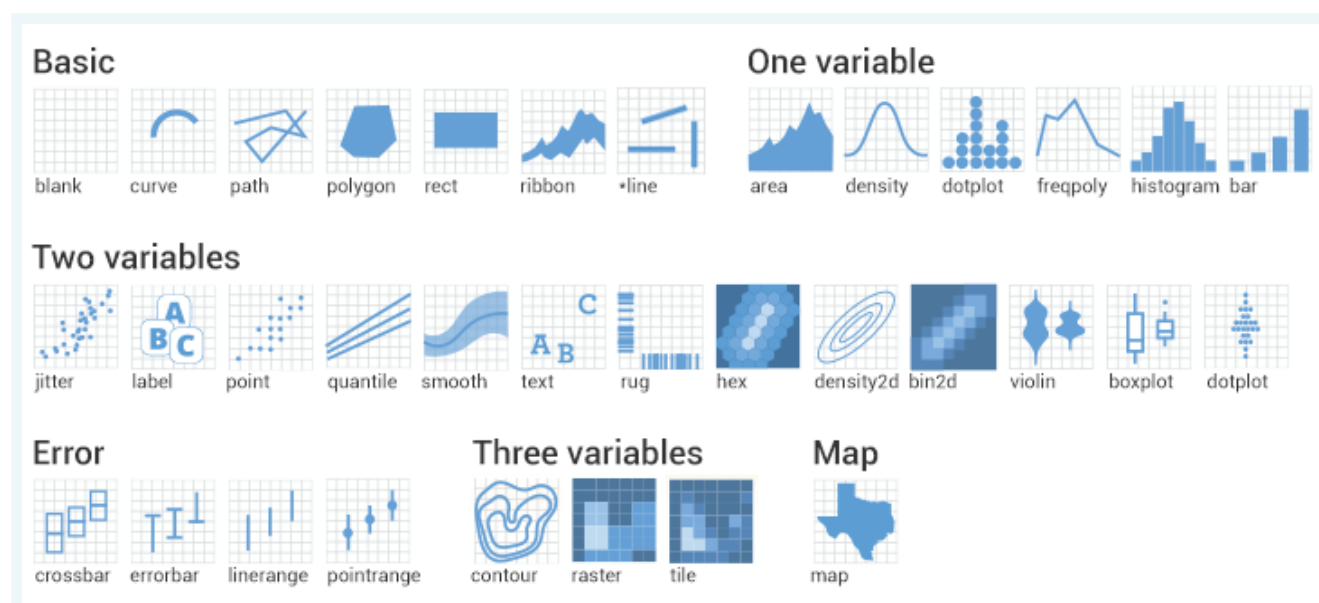 Basic
One variable
blank curve path polygon rect ribbon *line area density dotplot freqpoly histogram bar
Two variables
A
B
C
C
A B
jitter label point quantile smooth text rug hex density2d bin2d violin boxplot dotplot
Error
Three variables
Map
crossbar errorbar linerange pointrange contour raster tile map